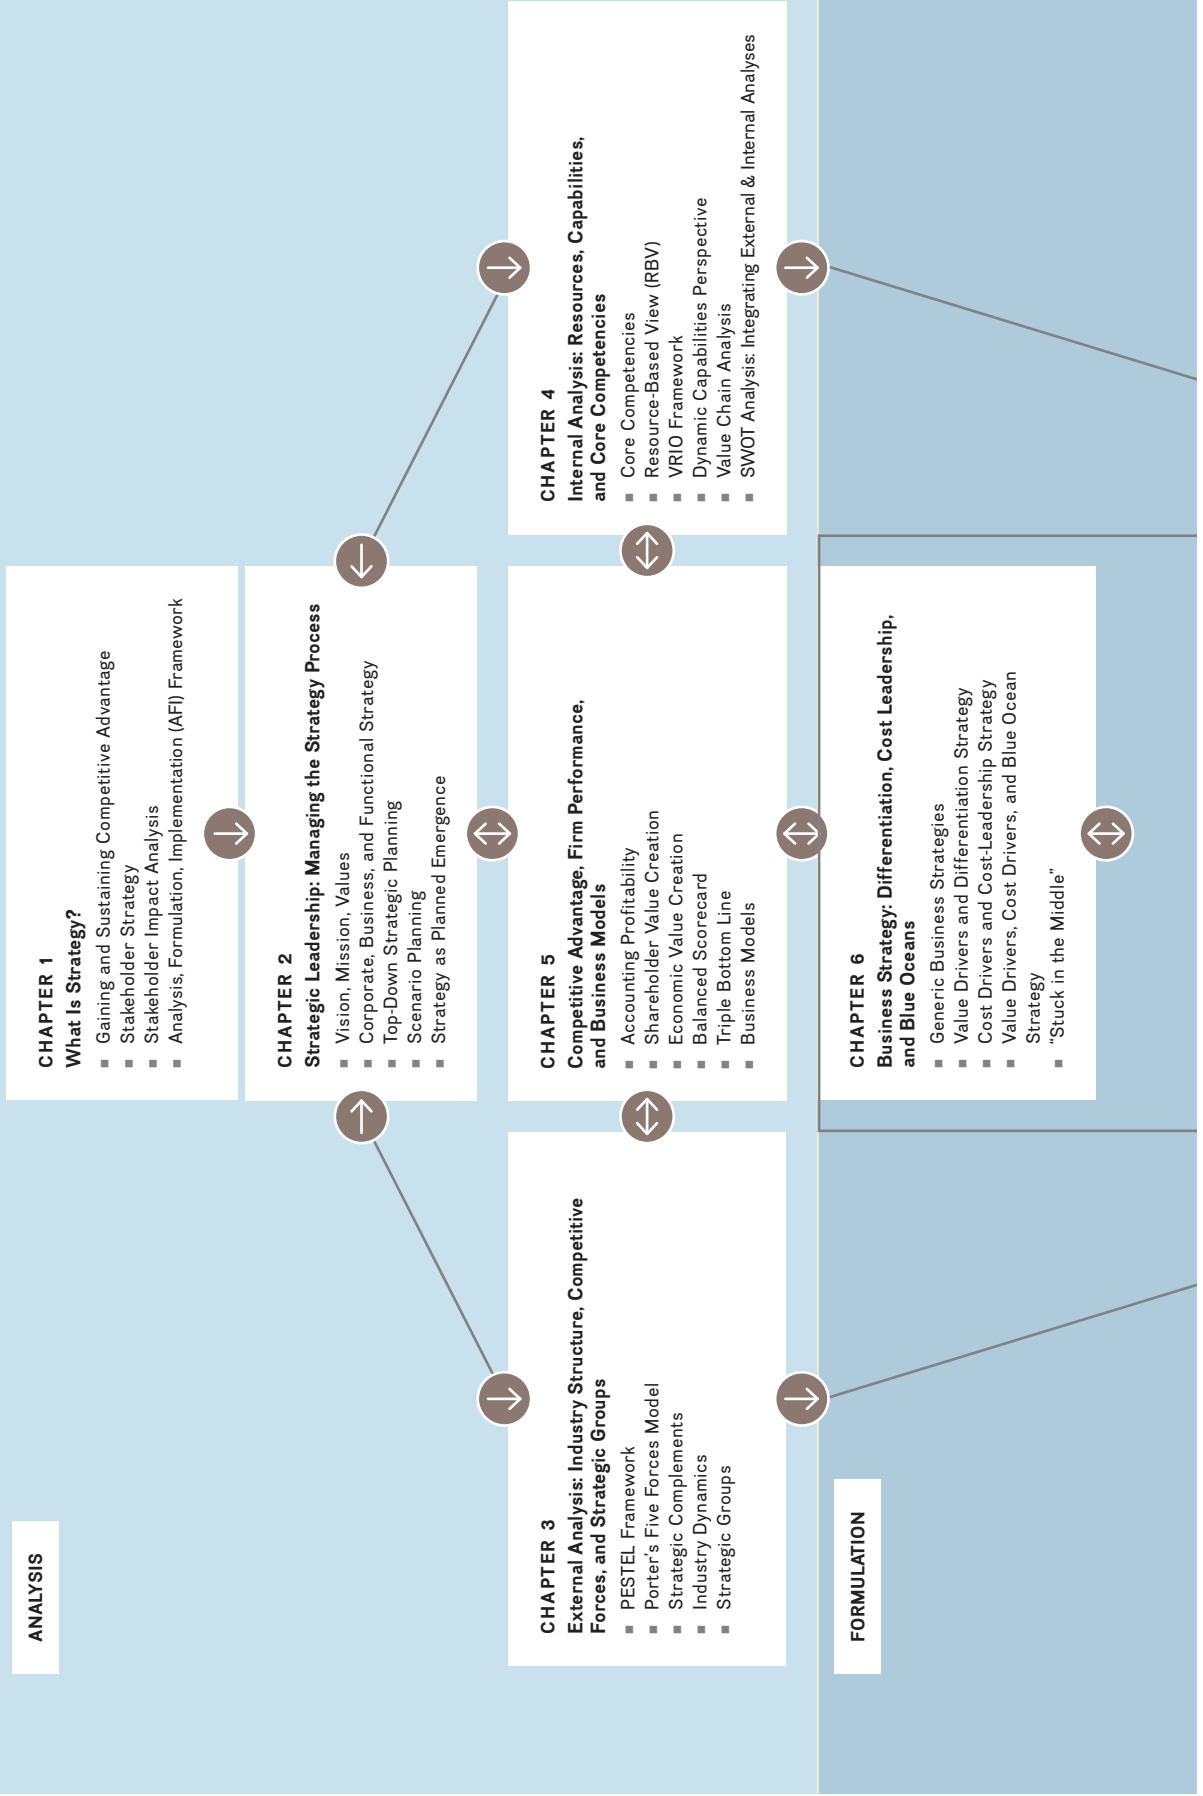 ANALYSIS
CHAPTER 1
What Is Strategy?
■ Gaining and Sustaining Competitive Advantage
■ Stakeholder Strategy
■ Stakeholder Impact Analysis
■ Analysis, Formulation, Implementation (AFI) Framework
CHAPTER 2
Strategic Leadership: Managing the Strategy Process
■ Vision, Mission, Values
■ Corporate, Business, and Functional Strategy
■ Top-Down Strategic Planning
■ Scenario Planning
■ Strategy as Planned Emergence
CHAPTER 3
External Analysis: Industry Structure, Competitive
Forces, and Strategic Groups
■ PESTEL Framework
■ Porter’s Five Forces Model
■ Strategic Complements
■ Industry Dynamics
■ Strategic Groups
CHAPTER 5
Competitive Advantage, Firm Performance,
and Business Models
■ Accounting Profitability
■ Shareholder Value Creation
■ Economic Value Creation
■ Balanced Scorecard
■ Triple Bottom Line
■ Business Models
CHAPTER 4
Internal Analysis: Resources, Capabilities,
and Core Competencies
■ Core Competencies
■ Resource-Based View (RBV)
■ VRIO Framework
■ Dynamic Capabilities Perspective
■ Value Chain Analysis
■ SWOT Analysis: Integrating External & Internal Analyses
FORMULATION
CHAPTER 6
Business Strategy: Differentiation, Cost Leadership,
and Blue Oceans
■ Generic Business Strategies
■ Value Drivers and Differentiation Strategy
■ Cost Drivers and Cost-Leadership Strategy
■ Value Drivers, Cost Drivers, and Blue Ocean
Strategy
■ “Stuck in the Middle”